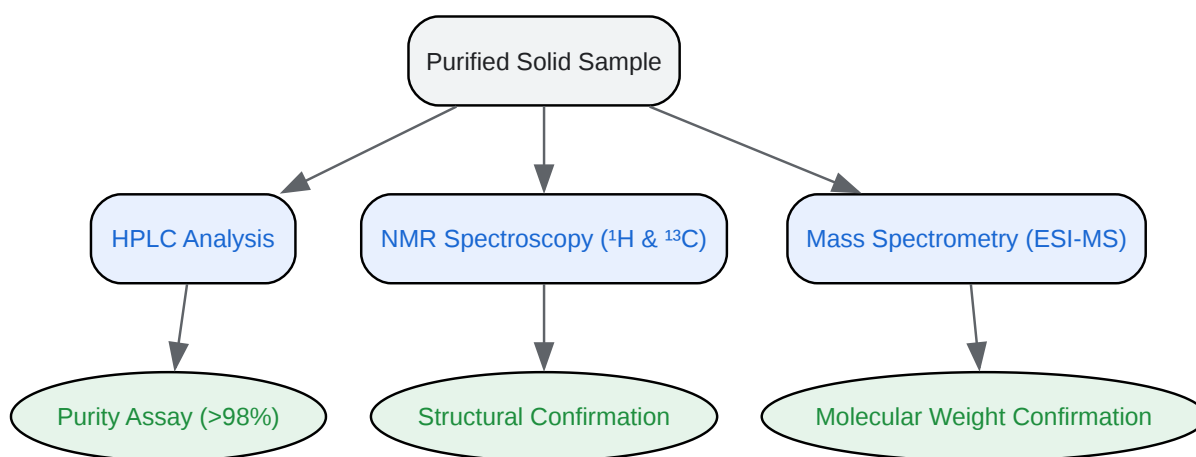 Purified Solid Sample
HPLC Analysis
NMR Spectroscopy (¹H & ¹³C)
Mass Spectrometry (ESI-MS)
Purity Assay (>98%)
Structural Confirmation
Molecular Weight Confirmation